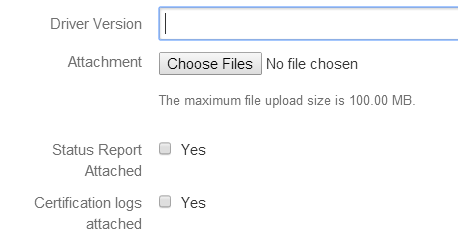 Driver Version
Attachment Choose Files No file chosen
The maximum file upload size is 100.00 MB.
Status Report Yes
Attached
Certification logs Yes
attached